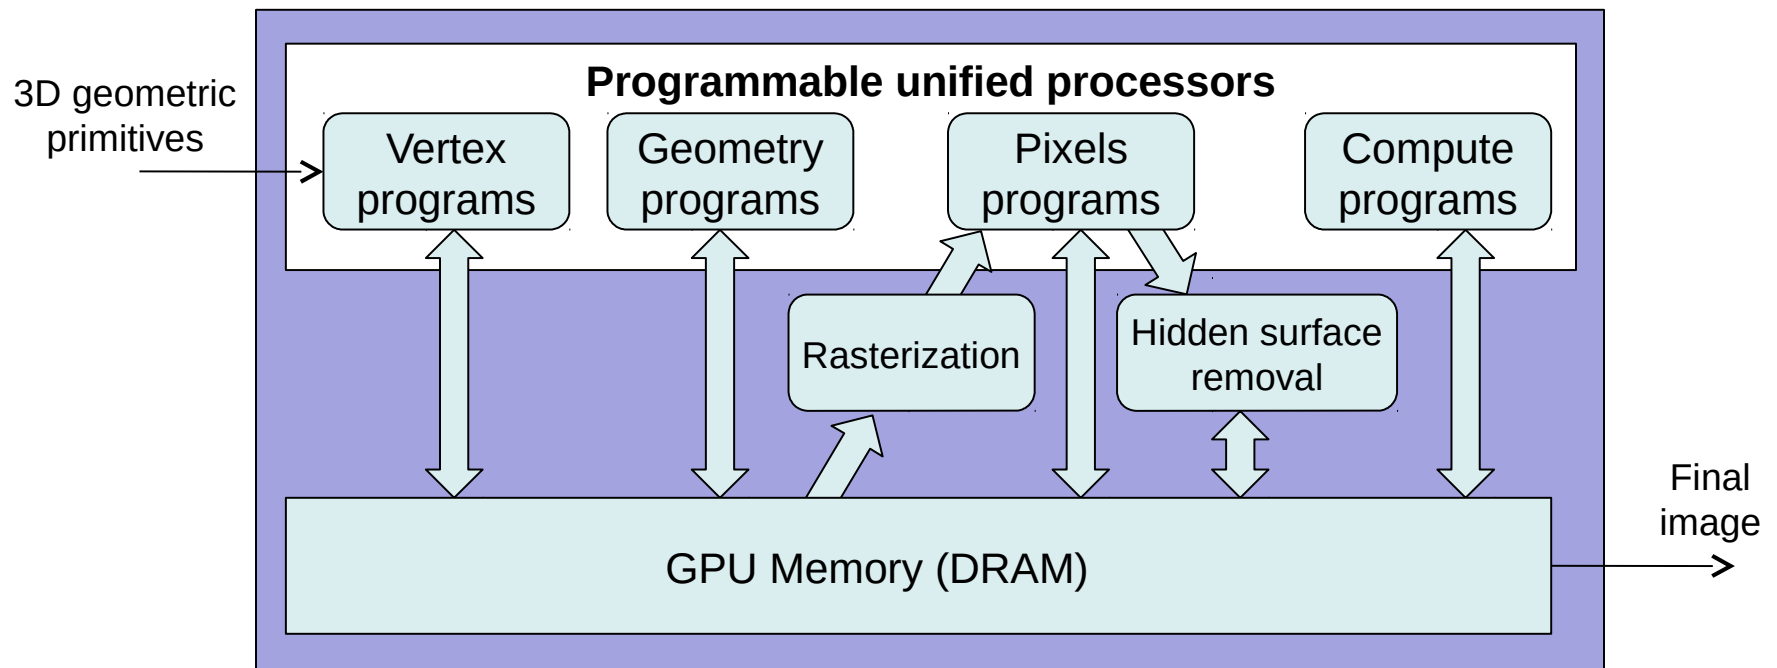 Programmable unified processors
3D geometric
primitives
Vertex
programs
Geometry
programs
Pixels
programs
Compute
programs
Rasterization
Hidden surface
removal
GPU Memory (DRAM)
Final
image